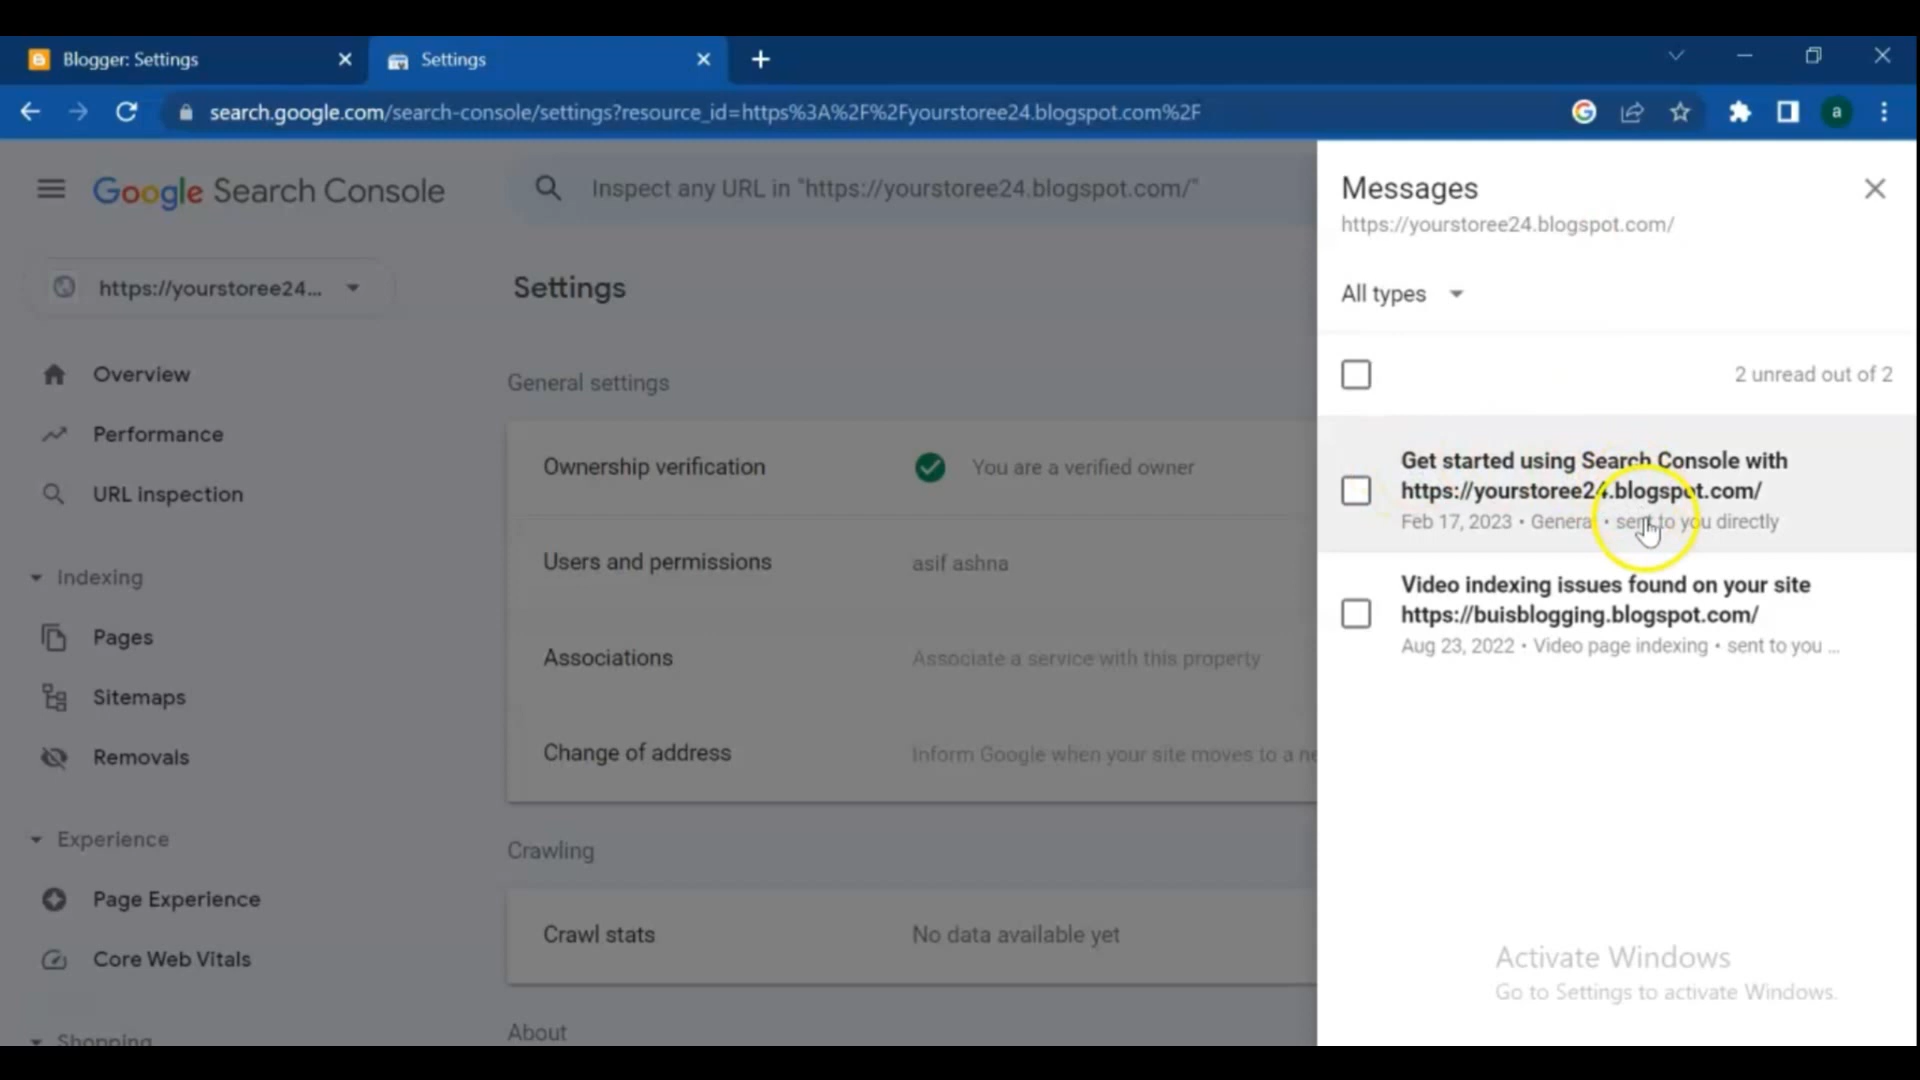 Blogger: Settings
Settings
search.google.com/search-console/settings?resource_id=https%3A%2F%2Fyourstoree24.blogspot.com%2F
a
Google Search Console
Inspect any URL in "https://yourstoree24.blogspot.com/"
https://yourstoree24...
Overview
Performance
URL inspection
Indexing
Pages
Sitemaps
Removals
Experience
Page Experience
Core Web Vitals
Shopping
Settings
General settings
Ownership verification
You are a verified owner
Users and permissions
asif ashna
Associations
Associate a service with this property
Change of address
Inform Google when your site moves to a ne
Crawling
Crawl stats
No data available yet
About
Messages
https://yourstoree24.blogspot.com/
All types
2 unread out of 2
Get started using Search Console with
https://yourstoree24.blogspot.com/
Feb 17, 2023 • General • sent to you directly
Video indexing issues found on your site
https://buisblogging.blogspot.com/
Aug 23, 2022 • Video page indexing • sent to you ...
Activate Windows
Go to Settings to activate Windows.